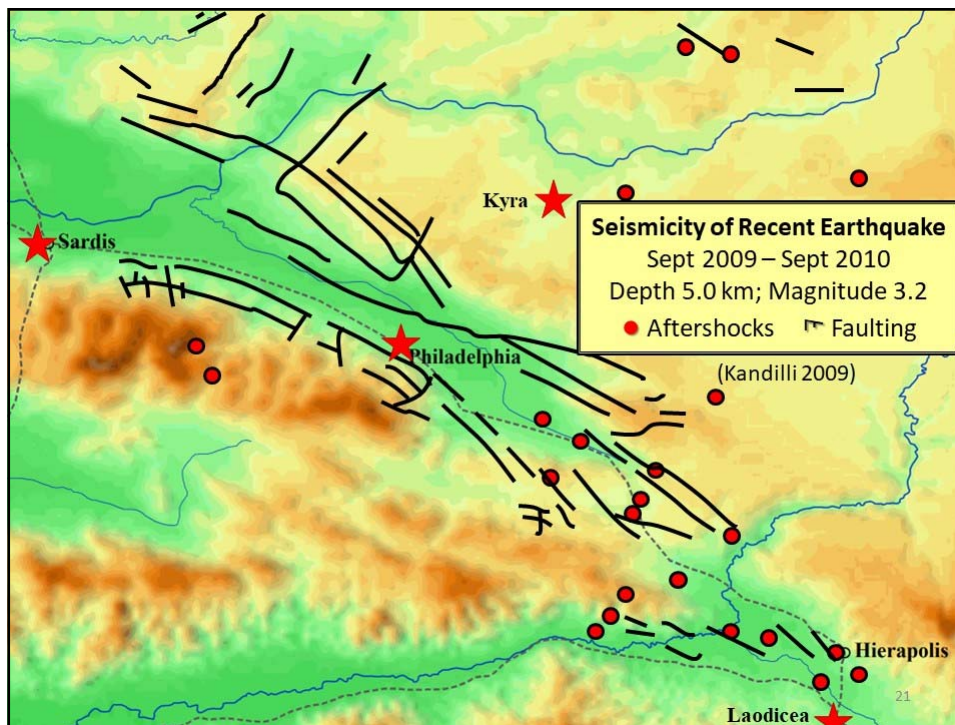 Kyra
Seismicity of Recent Earthquake
Sept 2009 – Sept 2010
Depth 5.0 km; Magnitude 3.2
Aftershocks
Faulting
(Kandilli 2009)
Sardis
Philadelphia
Hierapolis
21
Laodicea